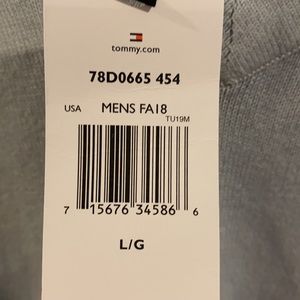 tommy.com
78D0665 454
USA MENS FA18
TU19M
7 15676 34586 6
L/G